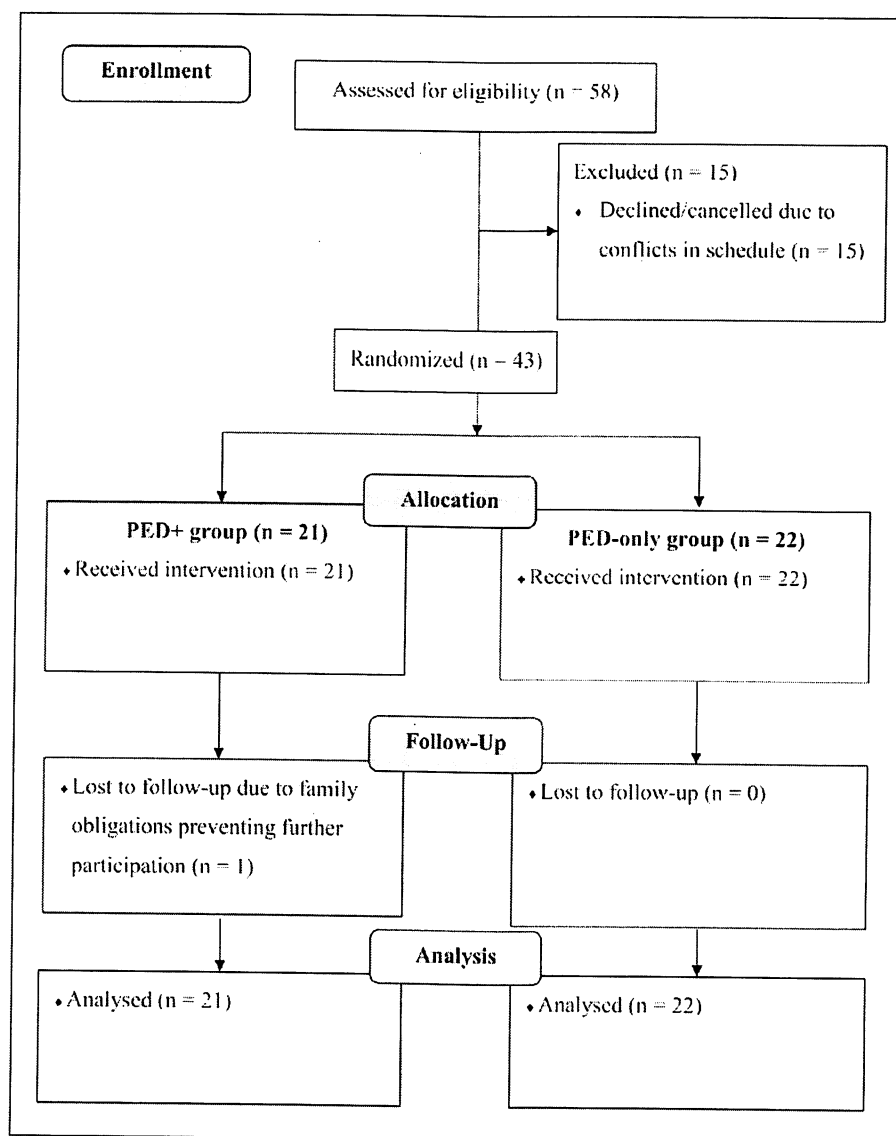 Enrollment
Assessed for eligibility (n = 58)
Excluded (n = 15)
♦ Declined/cancelled due to
conflicts in schedule (n = 15)
Randomized (n – 43)
Allocation
PED+ group (n = 21)
♦ Received intervention (n = 21)
PED-only group (n = 22)
♦ Received intervention (n = 22)
Follow-Up
♦ Lost to follow-up due to family
obligations preventing further
participation (n = 1)
♦ Lost to follow-up (n = 0)
Analysis
♦ Analysed (n = 21)
♦ Analysed (n = 22)